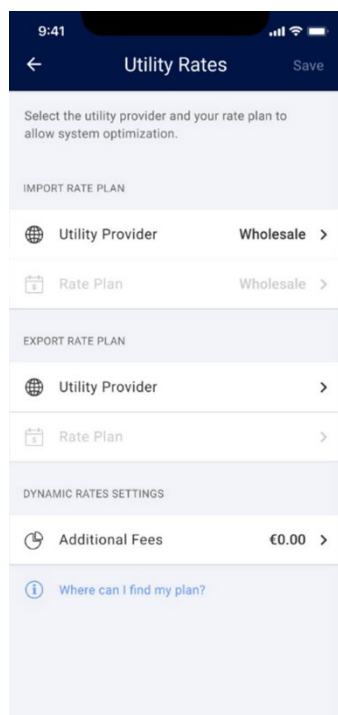 9:41
Utility Rates
Save
Select the utility provider and your rate plan to
allow system optimization.
IMPORT RATE PLAN
Utility Provider Wholesale
$ Rate Plan Wholesale
EXPORT RATE PLAN
Utility Provider
$ Rate Plan
DYNAMIC RATES SETTINGS
Additional Fees €0.00
Where can I find my plan?